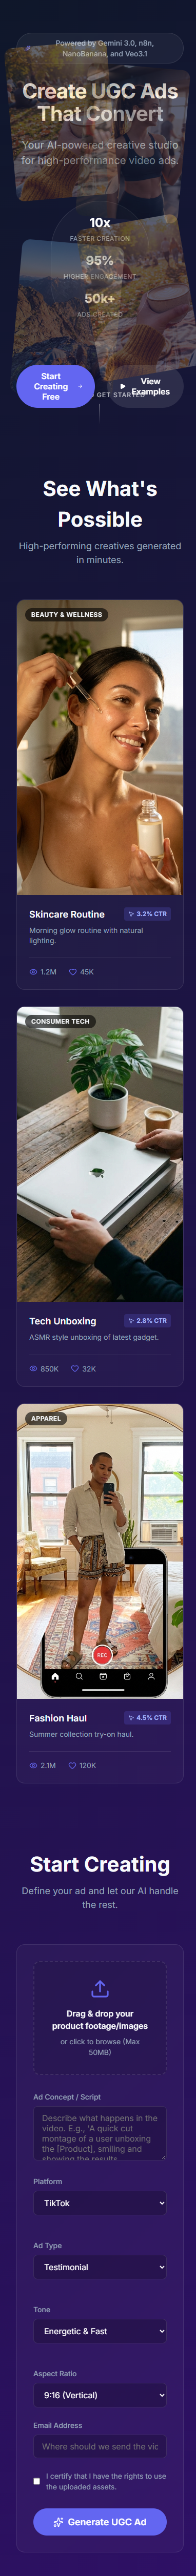 Powered by Gemini 3.0, n8n,
NanoBanana, and Veo3.1
Create UGC Ads
That Convert
Your AI-powered creative studio
for high-performance video ads.
10x
FASTER CREATION
95%
HIGHER ENGAGEMENT
50k+
ADS CREATED
Start
Creating
Free
GET STARTED
View
Examples
See What's
Possible
High-performing creatives generated
in minutes.
BEAUTY & WELLNESS
Skincare Routine
3.2% CTR
Morning glow routine with natural
lighting.
1.2M
45K
CONSUMER TECH
Tech Unboxing
2.8% CTR
ASMR style unboxing of latest gadget.
850K
32K
APPAREL
REC
Fashion Haul
4.5% CTR
Summer collection try-on haul.
2.1M
120K
Start Creating
Define your ad and let our AI handle
the rest.
Drag & drop your
product footage/images
or click to browse (Max
50MB)
Ad Concept / Script
Describe what happens in the
video. E.g., 'A quick cut
montage of a user unboxing
the [Product], smiling and
showing the results
Platform
TikTok
Ad Type
Testimonial
Tone
Energetic & Fast
Aspect Ratio
9:16 (Vertical)
Email Address
Where should we send the vid
I certify that I have the rights to use
the uploaded assets.
Generate UGC Ad